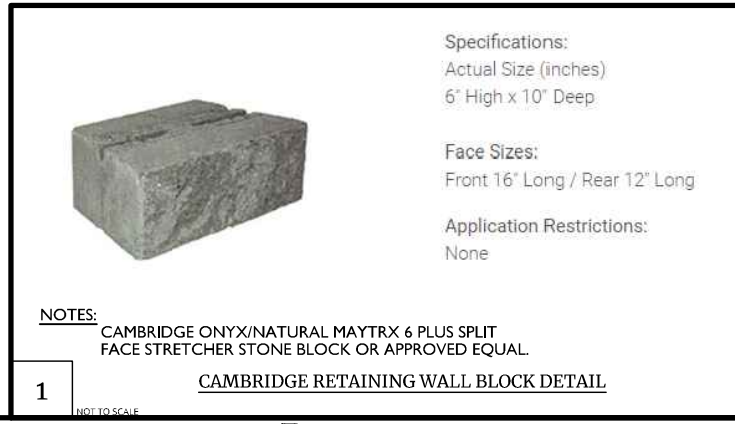 Specifications:
Actual Size (inches)
6" High x 10" Deep
Face Sizes:
Front 16" Long / Rear 12" Long
Application Restrictions:
None
NOTES:
CAMBRIDGE ONYX/NATURAL MAYTRX 6 PLUS SPLIT
FACE STRETCHER STONE BLOCK OR APPROVED EQUAL.
1
CAMBRIDGE RETAINING WALL BLOCK DETAIL
NOT TO SCALE